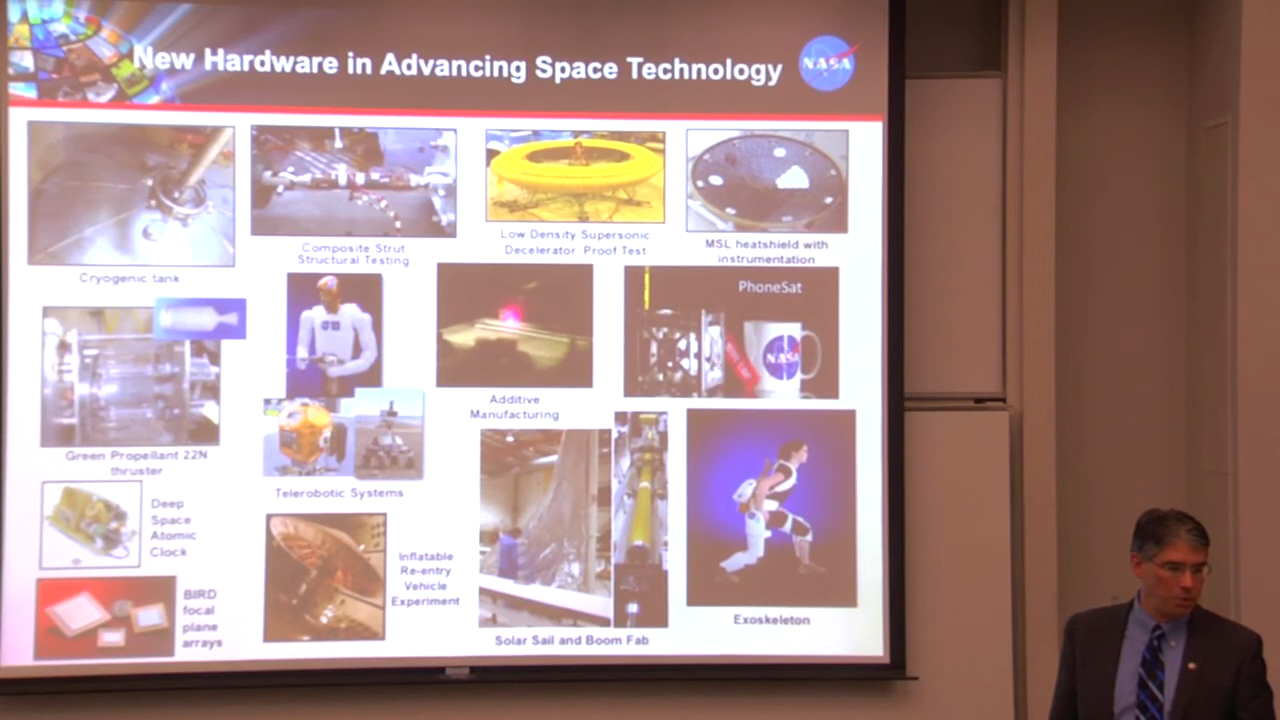 New Hardware in Advancing Space Technology
NASA
Cryogenic tank
Composite Strut
Structural Testing
Low Density Supersonic
Decelerator Proof Test
MSL heatshield with
instrumentation
Green Propellant 22N
thruster
Telerobotic Systems
Additive
Manufacturing
PhoneSat
NASA
Deep
Space
Atomic
Clock
BIRD
focal
plane
arrays
Inflatable
Re-entry
Vehicle
Experiment
Solar Sail and Boom Fab
Exoskeleton